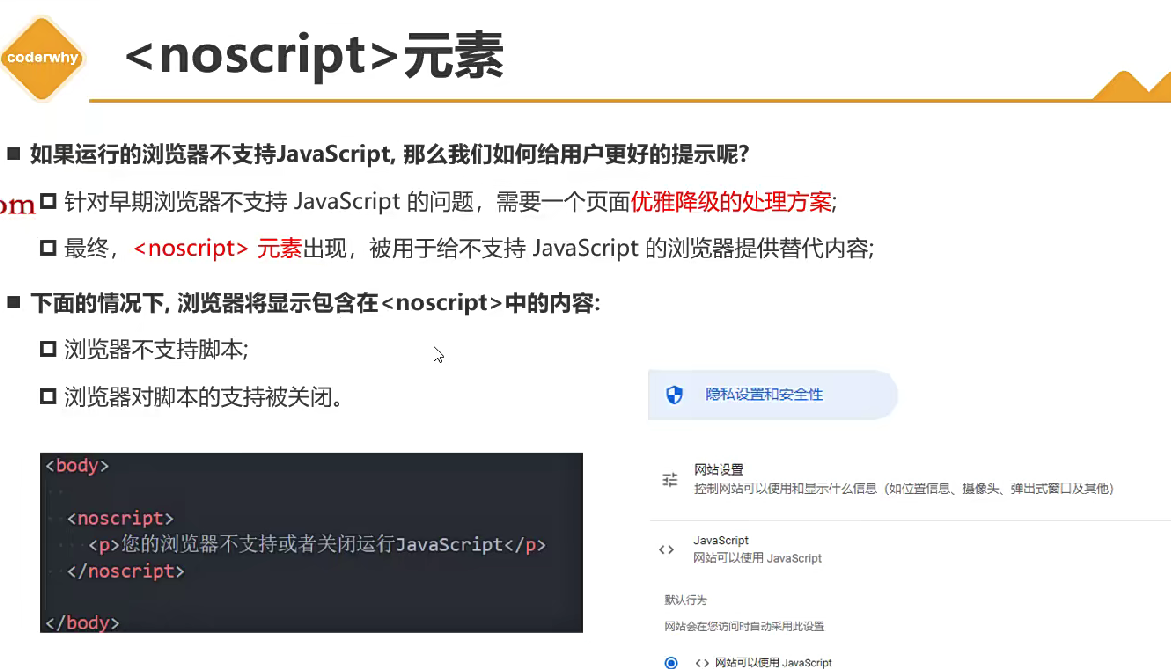 coderwhy
<noscript>元素
如果运行的浏览器不支持JavaScript, 那么我们如何给用户更好的提示呢？
om
针对早期浏览器不支持 JavaScript 的问题，需要一个页面优雅降级的处理方案;
最终，<noscript> 元素出现，被用于给不支持 JavaScript 的浏览器提供替代内容;
下面的情况下, 浏览器将显示包含在<noscript>中的内容:
浏览器不支持脚本;
浏览器对脚本的支持被关闭。
<body>
<noscript>
<p>您的浏览器不支持或者关闭运行JavaScript</p>
</noscript>
</body>
隐私设置和安全性
网站设置
控制网站可以使用和显示什么信息（如位置信息、摄像头、弹出式窗口及其他）
JavaScript
网站可以使用 JavaScript
默认行为
网站会在您访问时自动采用此设置
<> 网站可以使用 JavaScript